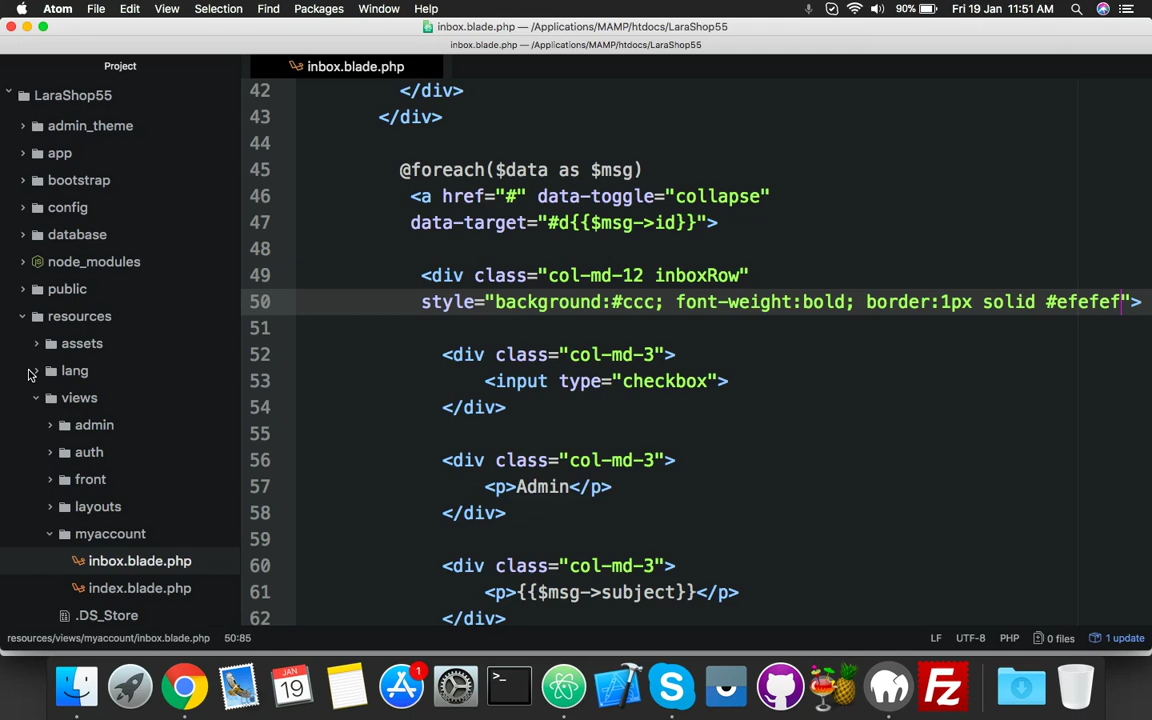 Atom File Edit View Selection Find Packages Window Help 90% Fri 19 Jan 11:51 AM
inbox.blade.php — /Applications/MAMP/htdocs/LaraShop55
inbox.blade.php — /Applications/MAMP/htdocs/LaraShop55
Project
inbox.blade.php
LaraShop55
admin_theme
app
bootstrap
config
database
node_modules
public
resources
assets
lang
views
admin
auth
front
layouts
myaccount
inbox.blade.php
index.blade.php
.DS_Store
42 </div>
43 </div>
44
45 @foreach($data as $msg)
46 <a href="#" data-toggle="collapse"
47 data-target="#d{{$msg->id}}">
48
49 <div class="col-md-12 inboxRow"
50 style="background:#ccc; font-weight:bold; border:1px solid #efefef">
51
52 <div class="col-md-3">
53 <input type="checkbox">
54 </div>
55
56 <div class="col-md-3">
57 <p>Admin</p>
58 </div>
59
60 <div class="col-md-3">
61 <p>{{$msg->subject}}</p>
62 </div>
resources/views/myaccount/inbox.blade.php 50:85 LF UTF-8 PHP 0 files 1 update
JAN
19
1
>_
S
Fz